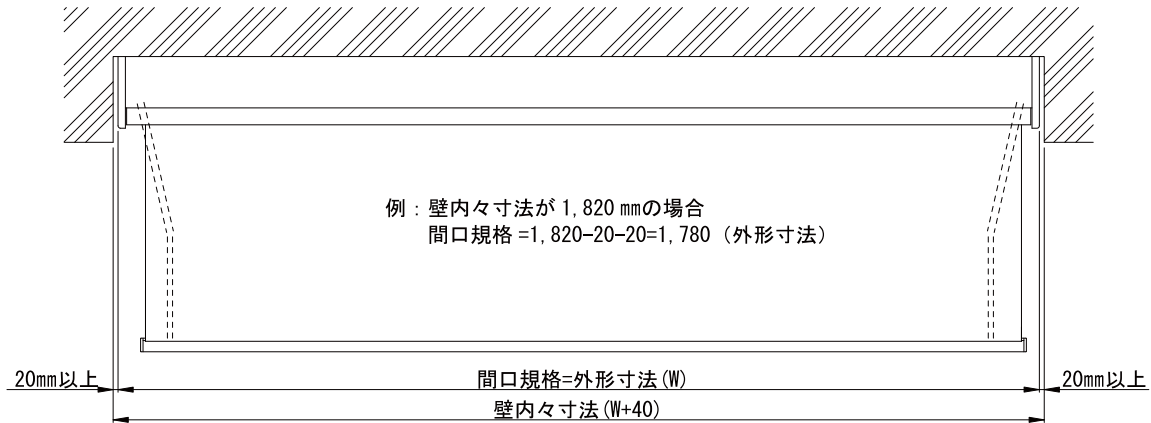 例：壁内々寸法が 1,820 mmの場合
間口規格=1,820-20-20=1,780（外形寸法）
20mm以上
間口規格=外形寸法(W)
20mm以上
壁内々寸法(W+40)